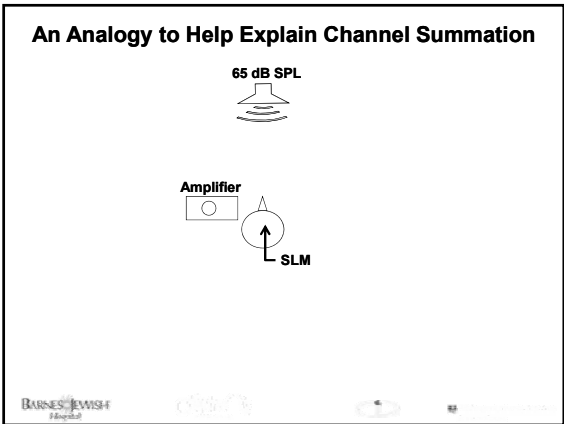 An Analogy to Help Explain Channel Summation
65 dB SPL
Amplifier
SLM
BARNES JEWISH
Hospital